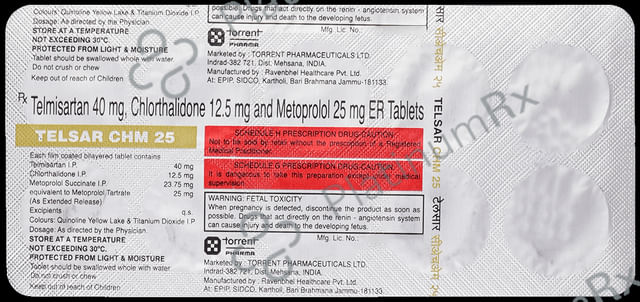 Colours: Quinoline Yellow Lake & Titanium Dioxide I.P.
Dosage: As directed by the Physician.
STORE AT A TEMPERATURE
NOT EXCEEDING 30°C.
PROTECTED FROM LIGHT & MOISTURE
Tablet should be swallowed whole with water
Do not crush or chew
Keep out of reach of Children
possible. Drugs that act directly on the renin - angiotensin system
can cause injury and death to the developing fetus.
Mfg. Lic. No.:
torrent
PHARMA
Marketed by : TORRENT PHARMACEUTICALS LTD.
Indrad-382 721, Dist. Mehsana, INDIA.
Manufactured by : Ravenbhel Healthcare Pvt. Ltd.
At: EPIP, SIDCO, Kartholi, Bari Brahmana Jammu-181133.
Rx Telmisartan 40 mg, Chlorthalidone 12.5 mg and Metoprolol 25 mg ER Tablets
TELSAR CHM 25
Each film coated bilayered tablet contains
Telmisartan I.P. 40 mg
Chlorthalidone I.P. 12.5 mg
Metoprolol Succinate I.P. 23.75 mg
equivalent to Metoprolol Tartrate 25 mg
(As Extended Release)
Excipients q.s.
Colours: Quinoline Yellow Lake & Titanium Dioxide I.P.
Dosage: As directed by the Physician.
STORE AT A TEMPERATURE
NOT EXCEEDING 30°C.
PROTECTED FROM LIGHT & MOISTURE
Tablet should be swallowed whole with water
Do not crush or chew
Keep out of reach of Children
SCHEDULE H PRESCRIPTION DRUG-CAUTION:
Not to be sold by retail without the prescription of a Registered
Medical Practitioner.
SCHEDULE G PRESCRIPTION DRUG-CAUTION:
It is dangerous to take this preparation except under medical
supervision.
WARNING: FETAL TOXICITY
When pregnancy is detected, discontinue the product as soon as
possible. Drugs that act directly on the renin - angiotensin system
can cause injury and death to the developing fetus.
Mfg. Lic. No.:
torrent
PHARMA
Marketed by : TORRENT PHARMACEUTICALS LTD.
Indrad-382 721, Dist. Mehsana, INDIA.
Manufactured by : Ravenbhel Healthcare Pvt. Ltd.
At: EPIP, SIDCO, Kartholi, Bari Brahmana Jammu-181133.
TELSAR CHM 25
टेलसार सीएचएम २५
PlatinumRx